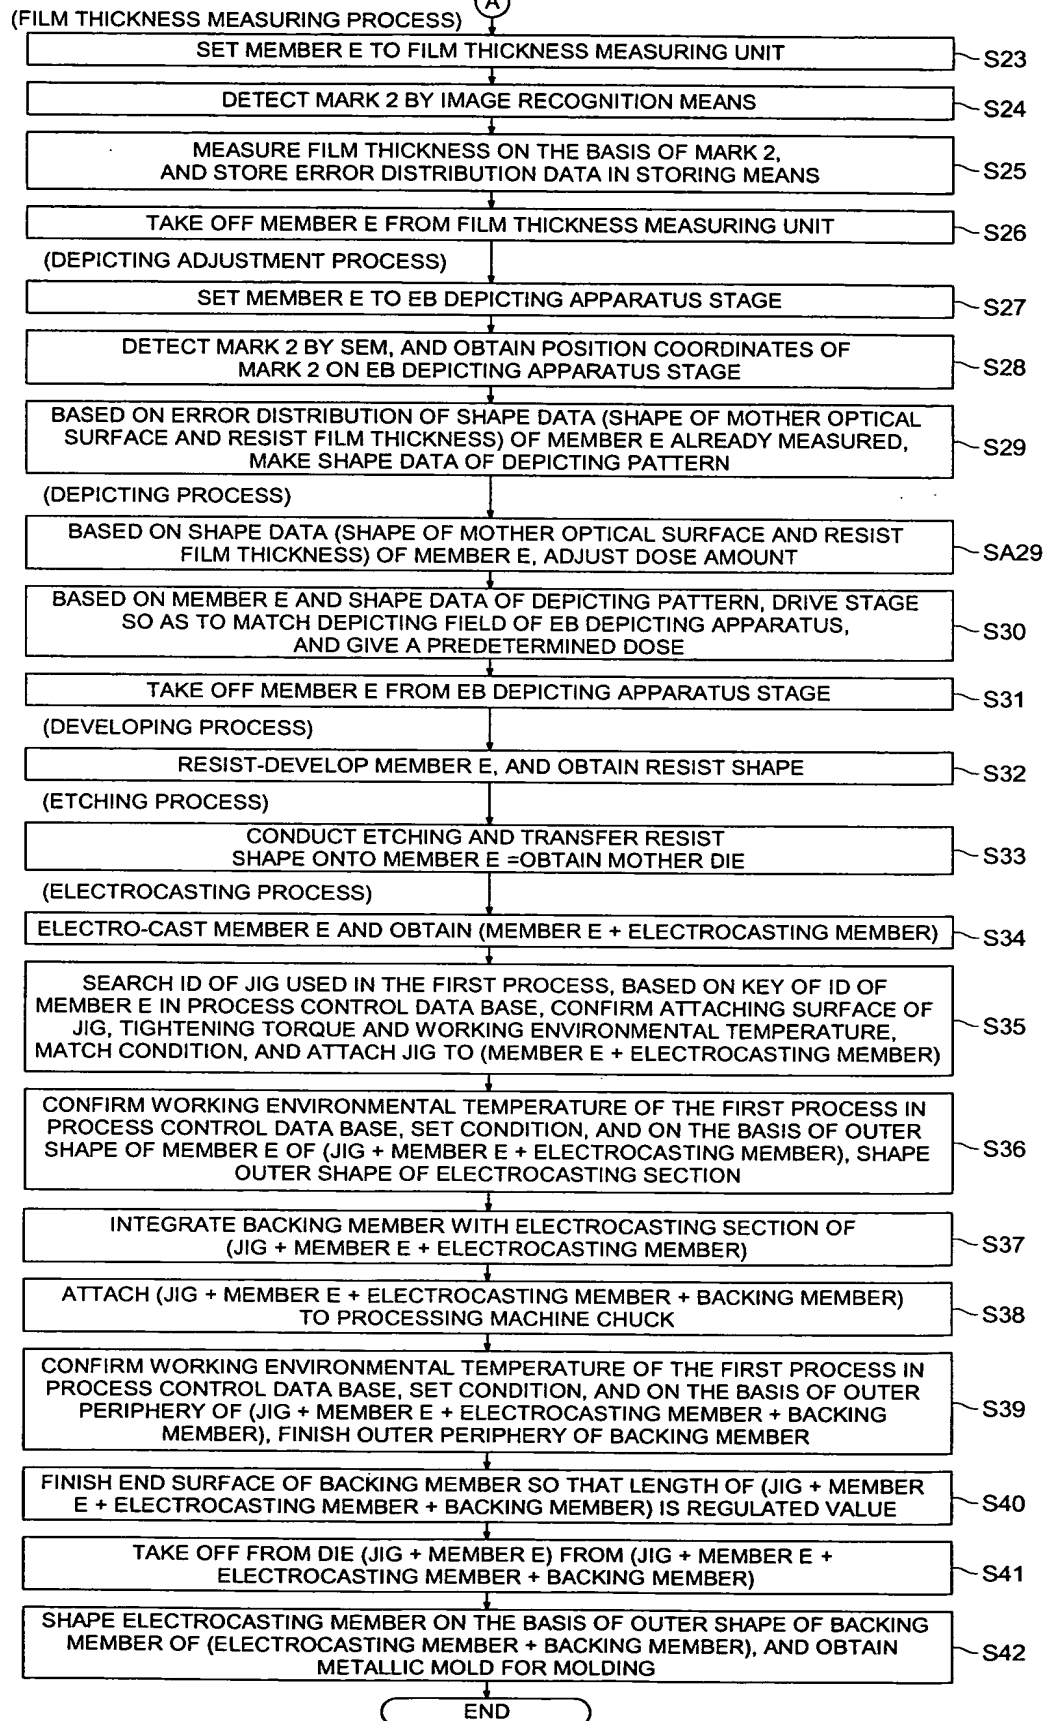 A
(FILM THICKNESS MEASURING PROCESS)
SET MEMBER E TO FILM THICKNESS MEASURING UNIT
S23
DETECT MARK 2 BY IMAGE RECOGNITION MEANS
S24
MEASURE FILM THICKNESS ON THE BASIS OF MARK 2,
AND STORE ERROR DISTRIBUTION DATA IN STORING MEANS
S25
TAKE OFF MEMBER E FROM FILM THICKNESS MEASURING UNIT
S26
(DEPICTING ADJUSTMENT PROCESS)
SET MEMBER E TO EB DEPICTING APPARATUS STAGE
S27
DETECT MARK 2 BY SEM, AND OBTAIN POSITION COORDINATES OF
MARK 2 ON EB DEPICTING APPARATUS STAGE
S28
BASED ON ERROR DISTRIBUTION OF SHAPE DATA (SHAPE OF MOTHER OPTICAL
SURFACE AND RESIST FILM THICKNESS) OF MEMBER E ALREADY MEASURED,
MAKE SHAPE DATA OF DEPICTING PATTERN
S29
(DEPICTING PROCESS)
BASED ON SHAPE DATA (SHAPE OF MOTHER OPTICAL SURFACE AND RESIST
FILM THICKNESS) OF MEMBER E, ADJUST DOSE AMOUNT
SA29
BASED ON MEMBER E AND SHAPE DATA OF DEPICTING PATTERN, DRIVE STAGE
SO AS TO MATCH DEPICTING FIELD OF EB DEPICTING APPARATUS,
AND GIVE A PREDETERMINED DOSE
S30
TAKE OFF MEMBER E FROM EB DEPICTING APPARATUS STAGE
S31
(DEVELOPING PROCESS)
RESIST-DEVELOP MEMBER E, AND OBTAIN RESIST SHAPE
S32
(ETCHING PROCESS)
CONDUCT ETCHING AND TRANSFER RESIST
SHAPE ONTO MEMBER E =OBTAIN MOTHER DIE
S33
(ELECTROCASTING PROCESS)
ELECTRO-CAST MEMBER E AND OBTAIN (MEMBER E + ELECTROCASTING MEMBER)
S34
SEARCH ID OF JIG USED IN THE FIRST PROCESS, BASED ON KEY OF ID OF
MEMBER E IN PROCESS CONTROL DATA BASE, CONFIRM ATTACHING SURFACE OF
JIG, TIGHTENING TORQUE AND WORKING ENVIRONMENTAL TEMPERATURE,
MATCH CONDITION, AND ATTACH JIG TO (MEMBER E + ELECTROCASTING MEMBER)
S35
CONFIRM WORKING ENVIRONMENTAL TEMPERATURE OF THE FIRST PROCESS IN
PROCESS CONTROL DATA BASE, SET CONDITION, AND ON THE BASIS OF OUTER
SHAPE OF MEMBER E OF (JIG + MEMBER E + ELECTROCASTING MEMBER), SHAPE
OUTER SHAPE OF ELECTROCASTING SECTION
S36
INTEGRATE BACKING MEMBER WITH ELECTROCASTING SECTION OF
(JIG + MEMBER E + ELECTROCASTING MEMBER)
S37
ATTACH (JIG + MEMBER E + ELECTROCASTING MEMBER + BACKING MEMBER)
TO PROCESSING MACHINE CHUCK
S38
CONFIRM WORKING ENVIRONMENTAL TEMPERATURE OF THE FIRST PROCESS IN
PROCESS CONTROL DATA BASE, SET CONDITION, AND ON THE BASIS OF OUTER
PERIPHERY OF (JIG + MEMBER E + ELECTROCASTING MEMBER + BACKING
MEMBER), FINISH OUTER PERIPHERY OF BACKING MEMBER
S39
FINISH END SURFACE OF BACKING MEMBER SO THAT LENGTH OF (JIG + MEMBER
E + ELECTROCASTING MEMBER + BACKING MEMBER) IS REGULATED VALUE
S40
TAKE OFF FROM DIE (JIG + MEMBER E) FROM (JIG + MEMBER E +
ELECTROCASTING MEMBER + BACKING MEMBER)
S41
SHAPE ELECTROCASTING MEMBER ON THE BASIS OF OUTER SHAPE OF BACKING
MEMBER OF (ELECTROCASTING MEMBER + BACKING MEMBER), AND OBTAIN
METALLIC MOLD FOR MOLDING
S42
END